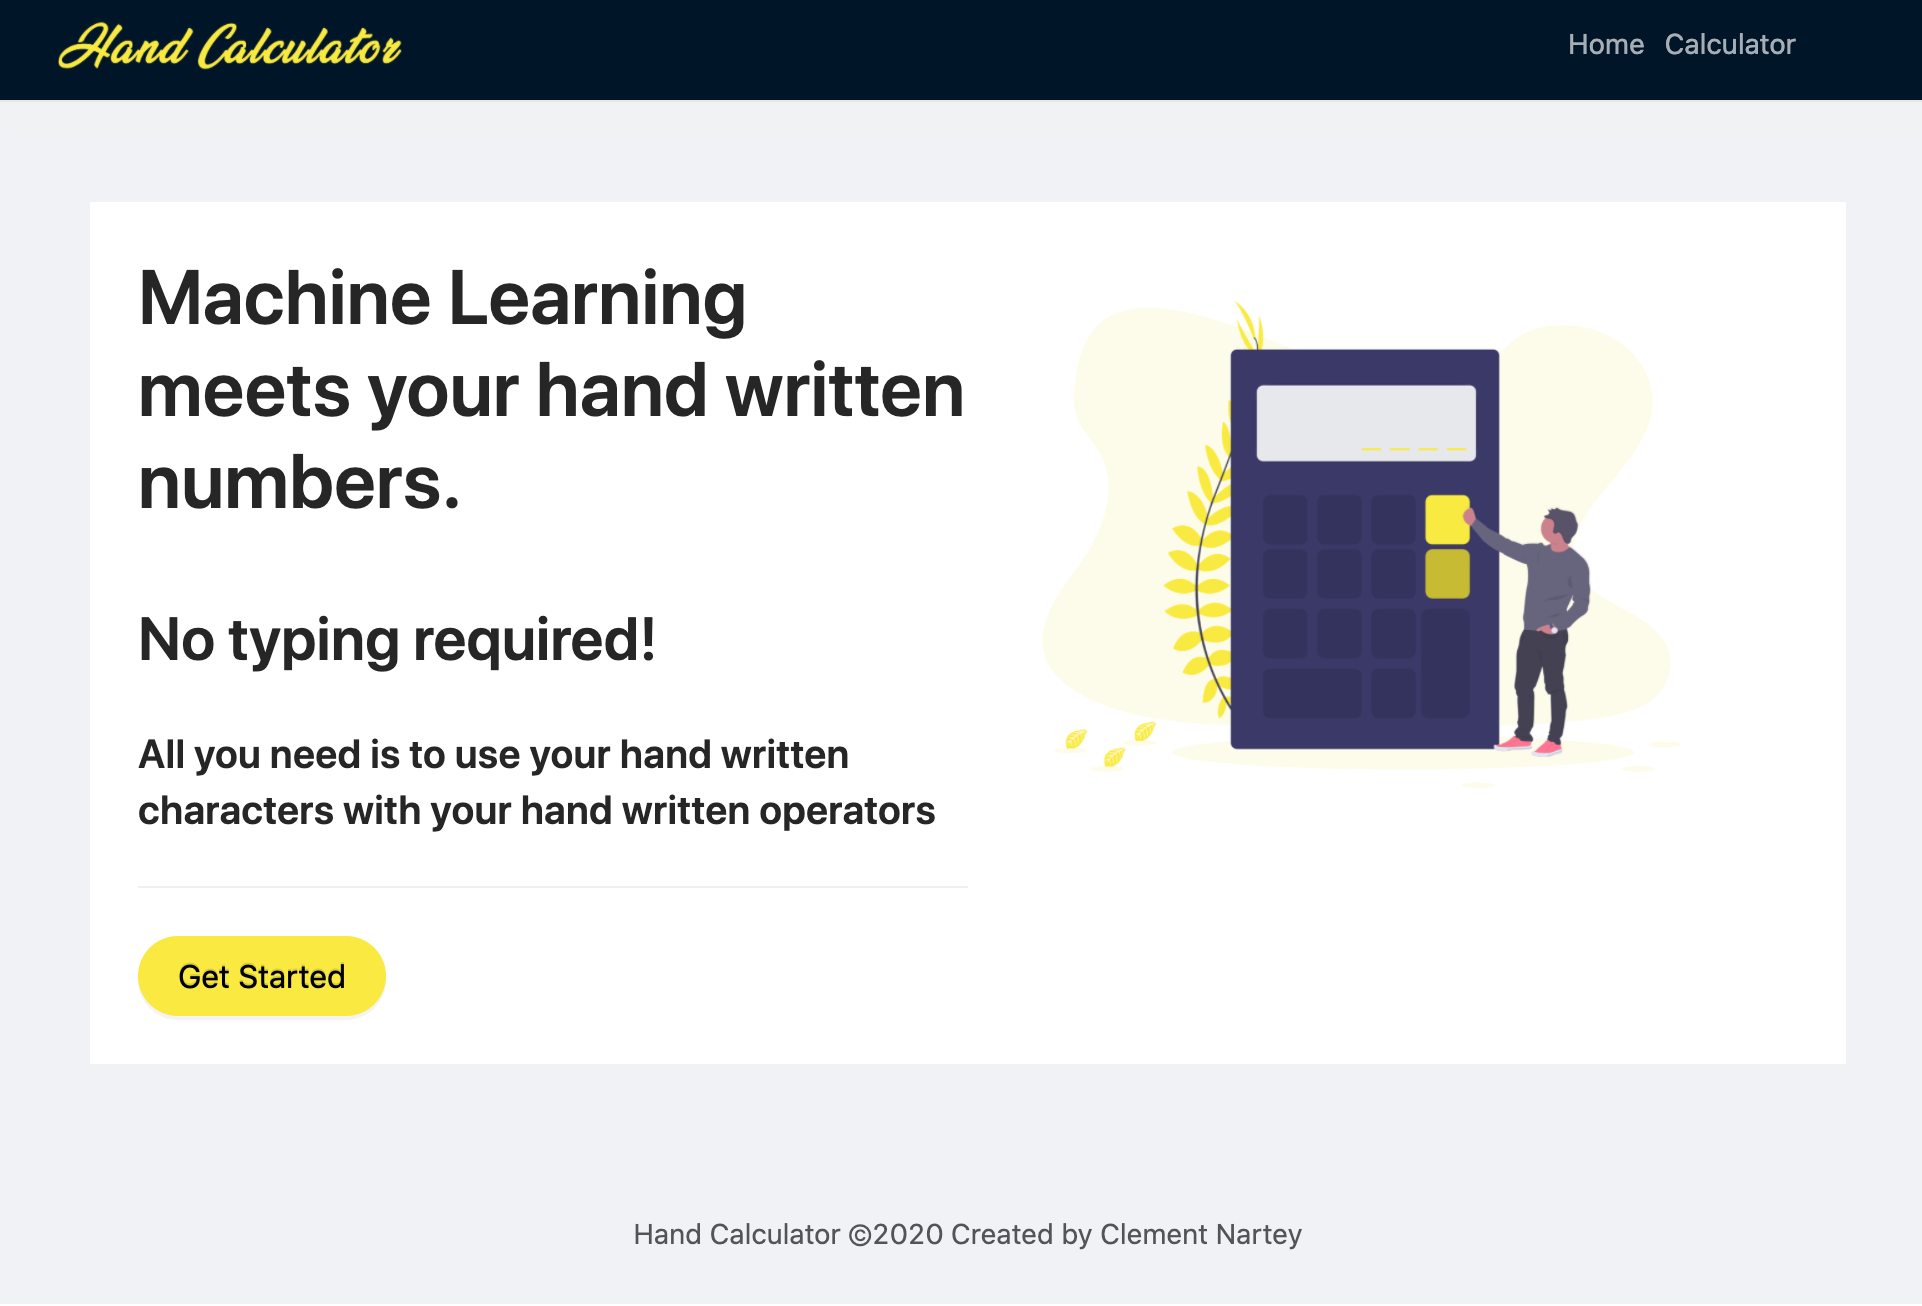 Hand Calculator
Home Calculator
Machine Learning
meets your hand written
numbers.
No typing required!
All you need is to use your hand written
characters with your hand written operators
Get Started
Hand Calculator ©2020 Created by Clement Nartey